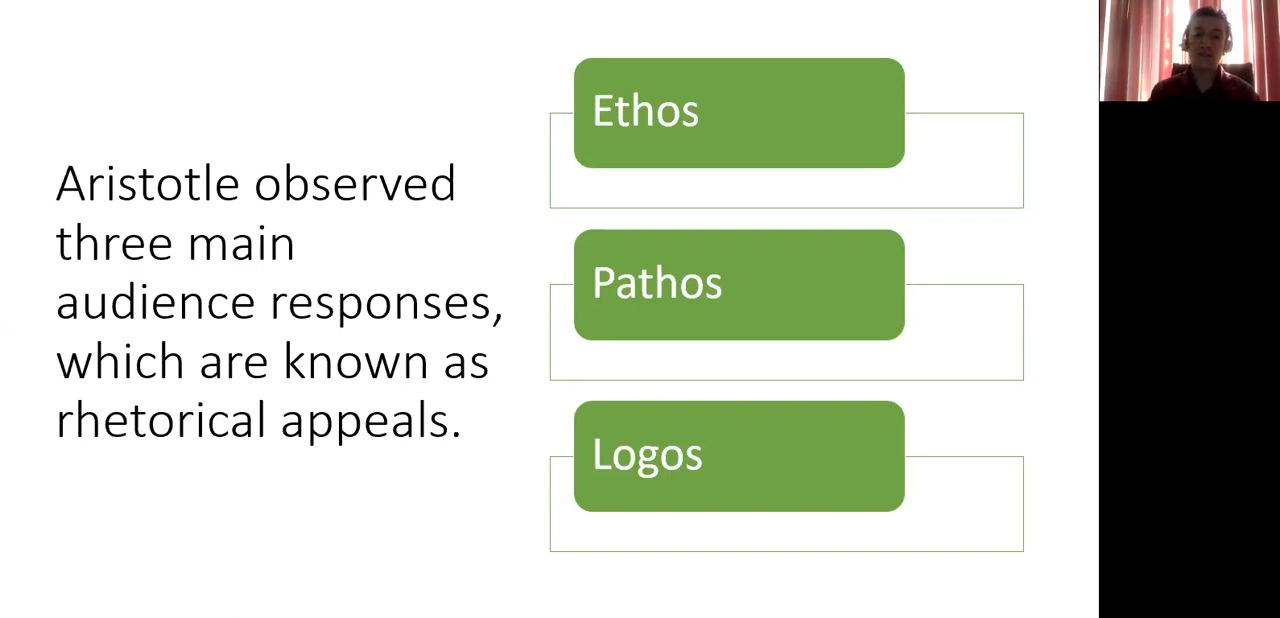 Aristotle observed
three main
audience responses,
which are known as
rhetorical appeals.
Ethos
Pathos
Logos